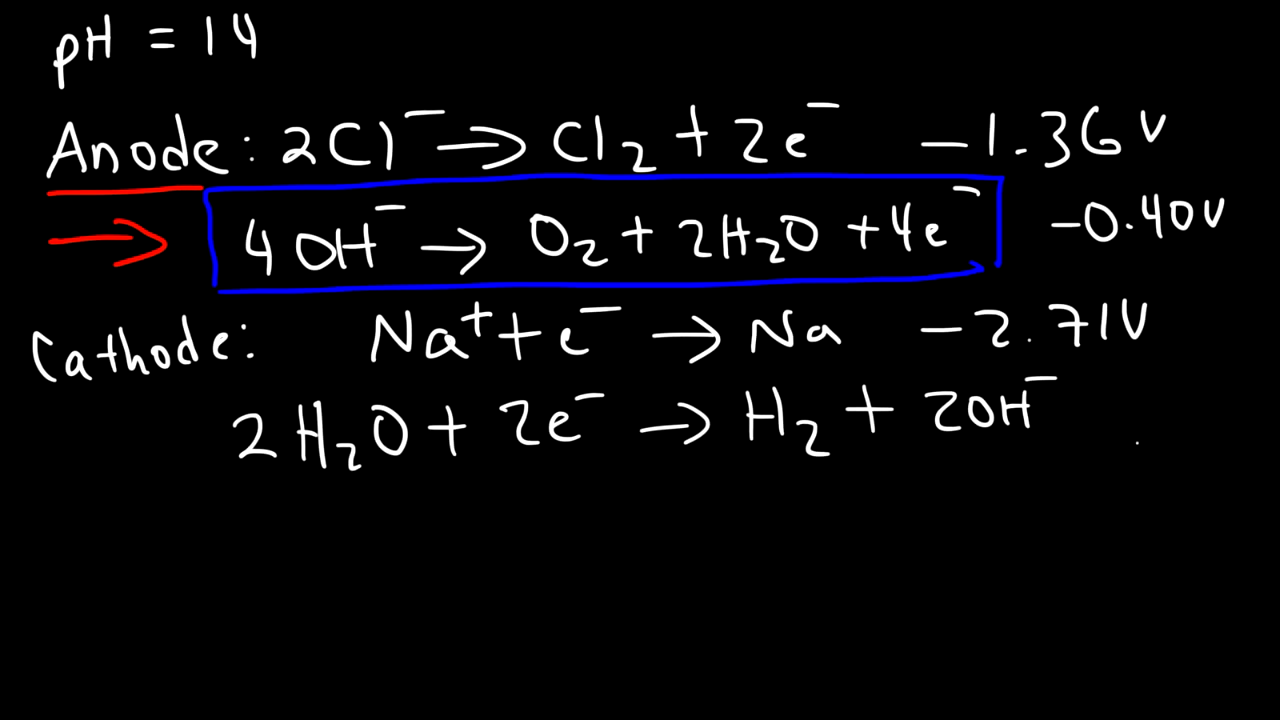 pH = 14
Anode: 2Cl⁻ → Cl₂ + 2e⁻ -1.36V
⇒ 4OH⁻ → O₂ + 2H₂O + 4e⁻ -0.40V
Cathode: Na⁺ + e⁻ → Na -2.71V
2H₂O + 2e⁻ → H₂ + 2OH⁻